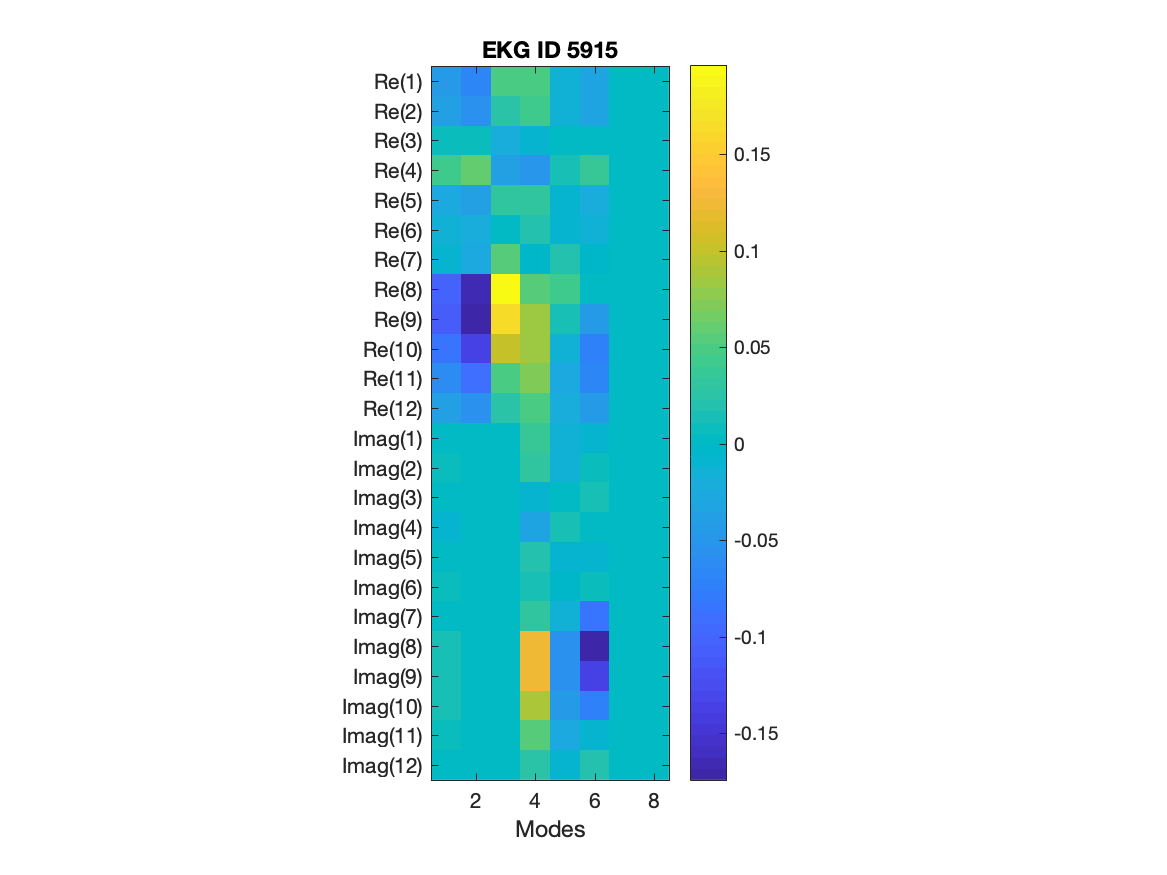 EKG ID 5915
Re(1)
Re(2)
Re(3)
Re(4)
Re(5)
Re(6)
Re(7)
Re(8)
Re(9)
Re(10)
Re(11)
Re(12)
Imag(1)
Imag(2)
Imag(3)
Imag(4)
Imag(5)
Imag(6)
Imag(7)
Imag(8)
Imag(9)
Imag(10)
Imag(11)
Imag(12)
2 4 6 8
Modes
0.15
0.1
0.05
0
-0.05
-0.1
-0.15